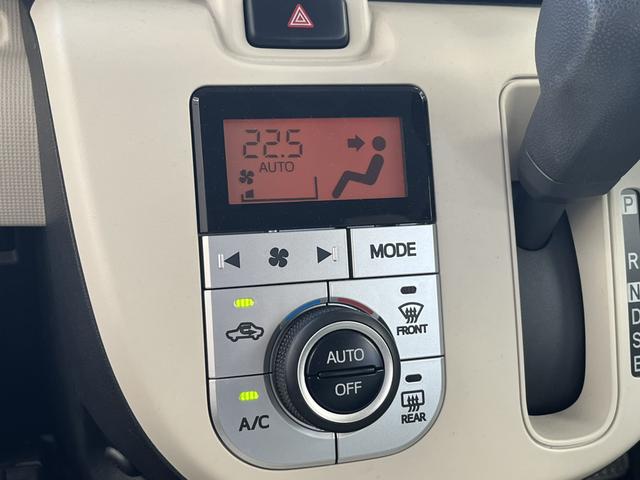 22.5
AUTO
MODE
FRONT
AUTO
OFF
A/C
REAR
P
R
N
D
S